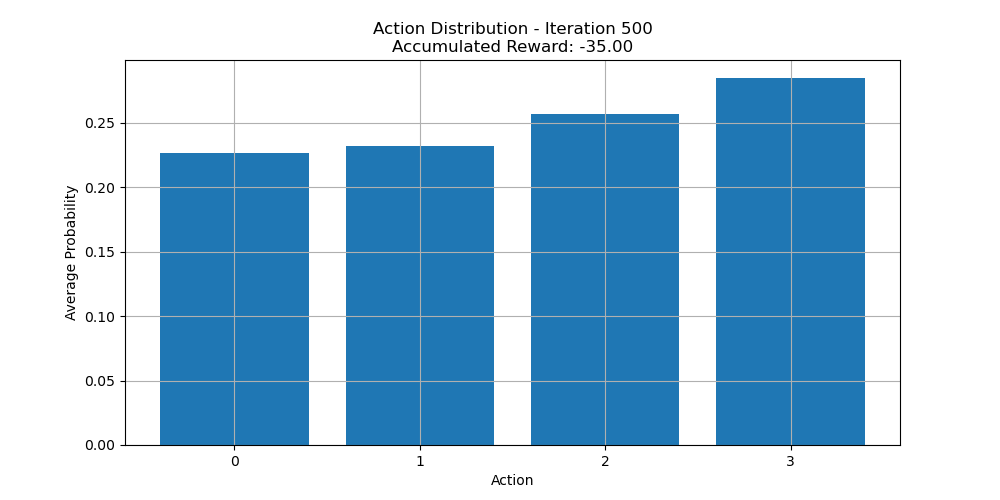 Action Distribution - Iteration 500
Accumulated Reward: -35.00
0.25
0.20
0.15
0.10
0.05
0.00
Average Probability
0 1 2 3
Action